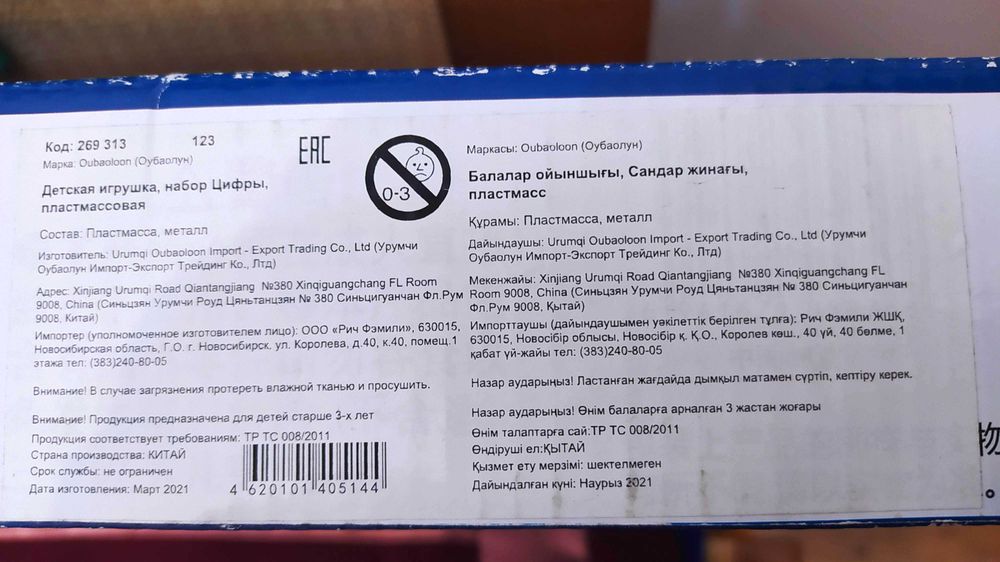 Код: 269 313 123
Марка: Oubaoloon (Оубаолун)
Детская игрушка, набор Цифры,
пластмассовая
Состав: Пластмасса, металл
Изготовитель: Urumqi Oubaoloon Import - Export Trading Co., Ltd (Урумчи
Оубаолун Импорт-Экспорт Трейдинг Ко., Лтд)
Адрес: Xinjiang Urumqi Road Qiantangjiang №380 Xinqiguangchang FL Room
9008, China (Синьцзян Урумчи Роуд Цяньтанцзян № 380 Синьцигуанчан Фл.Рум
9008, Китай)
Импортер (уполномоченное изготовителем лицо): ООО «Рич Фэмили», 630015,
Новосибирская область, Г.О. г. Новосибирск, ул. Королева, д.40, к.40, помещ.1
этажа тел: (383)240-80-05
Внимание! В случае загрязнения протереть влажной тканью и просушить.
Внимание! Продукция предназначена для детей старше 3-х лет
Продукция соответствует требованиям: ТР ТС 008/2011
Страна производства: КИТАЙ
Срок службы: не ограничен
Дата изготовления: Март 2021
4 620101 405144
EAC
0-3
Маркасы: Oubaoloon (Оубаолун)
Балалар ойыншығы, Сандар жинағы,
пластмасс
Құрамы: Пластмасса, металл
Дайындаушы: Urumqi Oubaoloon Import - Export Trading Co., Ltd (Урумчи
Оубаолун Импорт-Экспорт Трейдинг Ко., Лтд)
Мекенжайы: Xinjiang Urumqi Road Qiantangjiang №380 Xinqiguangchang FL
Room 9008, China (Синьцзян Урумчи Роуд Цяньтанцзян № 380 Синьцигуанчан
Фл.Рум 9008, Қытай)
Импорттаушы (дайындаушымен уәкілеттік берілген тұлға): Рич Фэмили ЖШҚ,
630015, Новосібір облысы, Новосібір қ. Қ.О., Королев көш., 40 үй, 40 бөлме, 1
қабат үй-жайы тел: (383)240-80-05
Назар аударыңыз! Ластанған жағдайда дымқыл матамен сүртіп, кептіру керек.
Назар аударыңыз! Өнім балаларға арналған 3 жастан жоғары
Өнім талаптарға сай:ТР ТС 008/2011
Өндіруші ел:ҚЫТАЙ
Қызмет ету мерзімі: шектелмеген
Дайындалған күні: Наурыз 2021
物
。